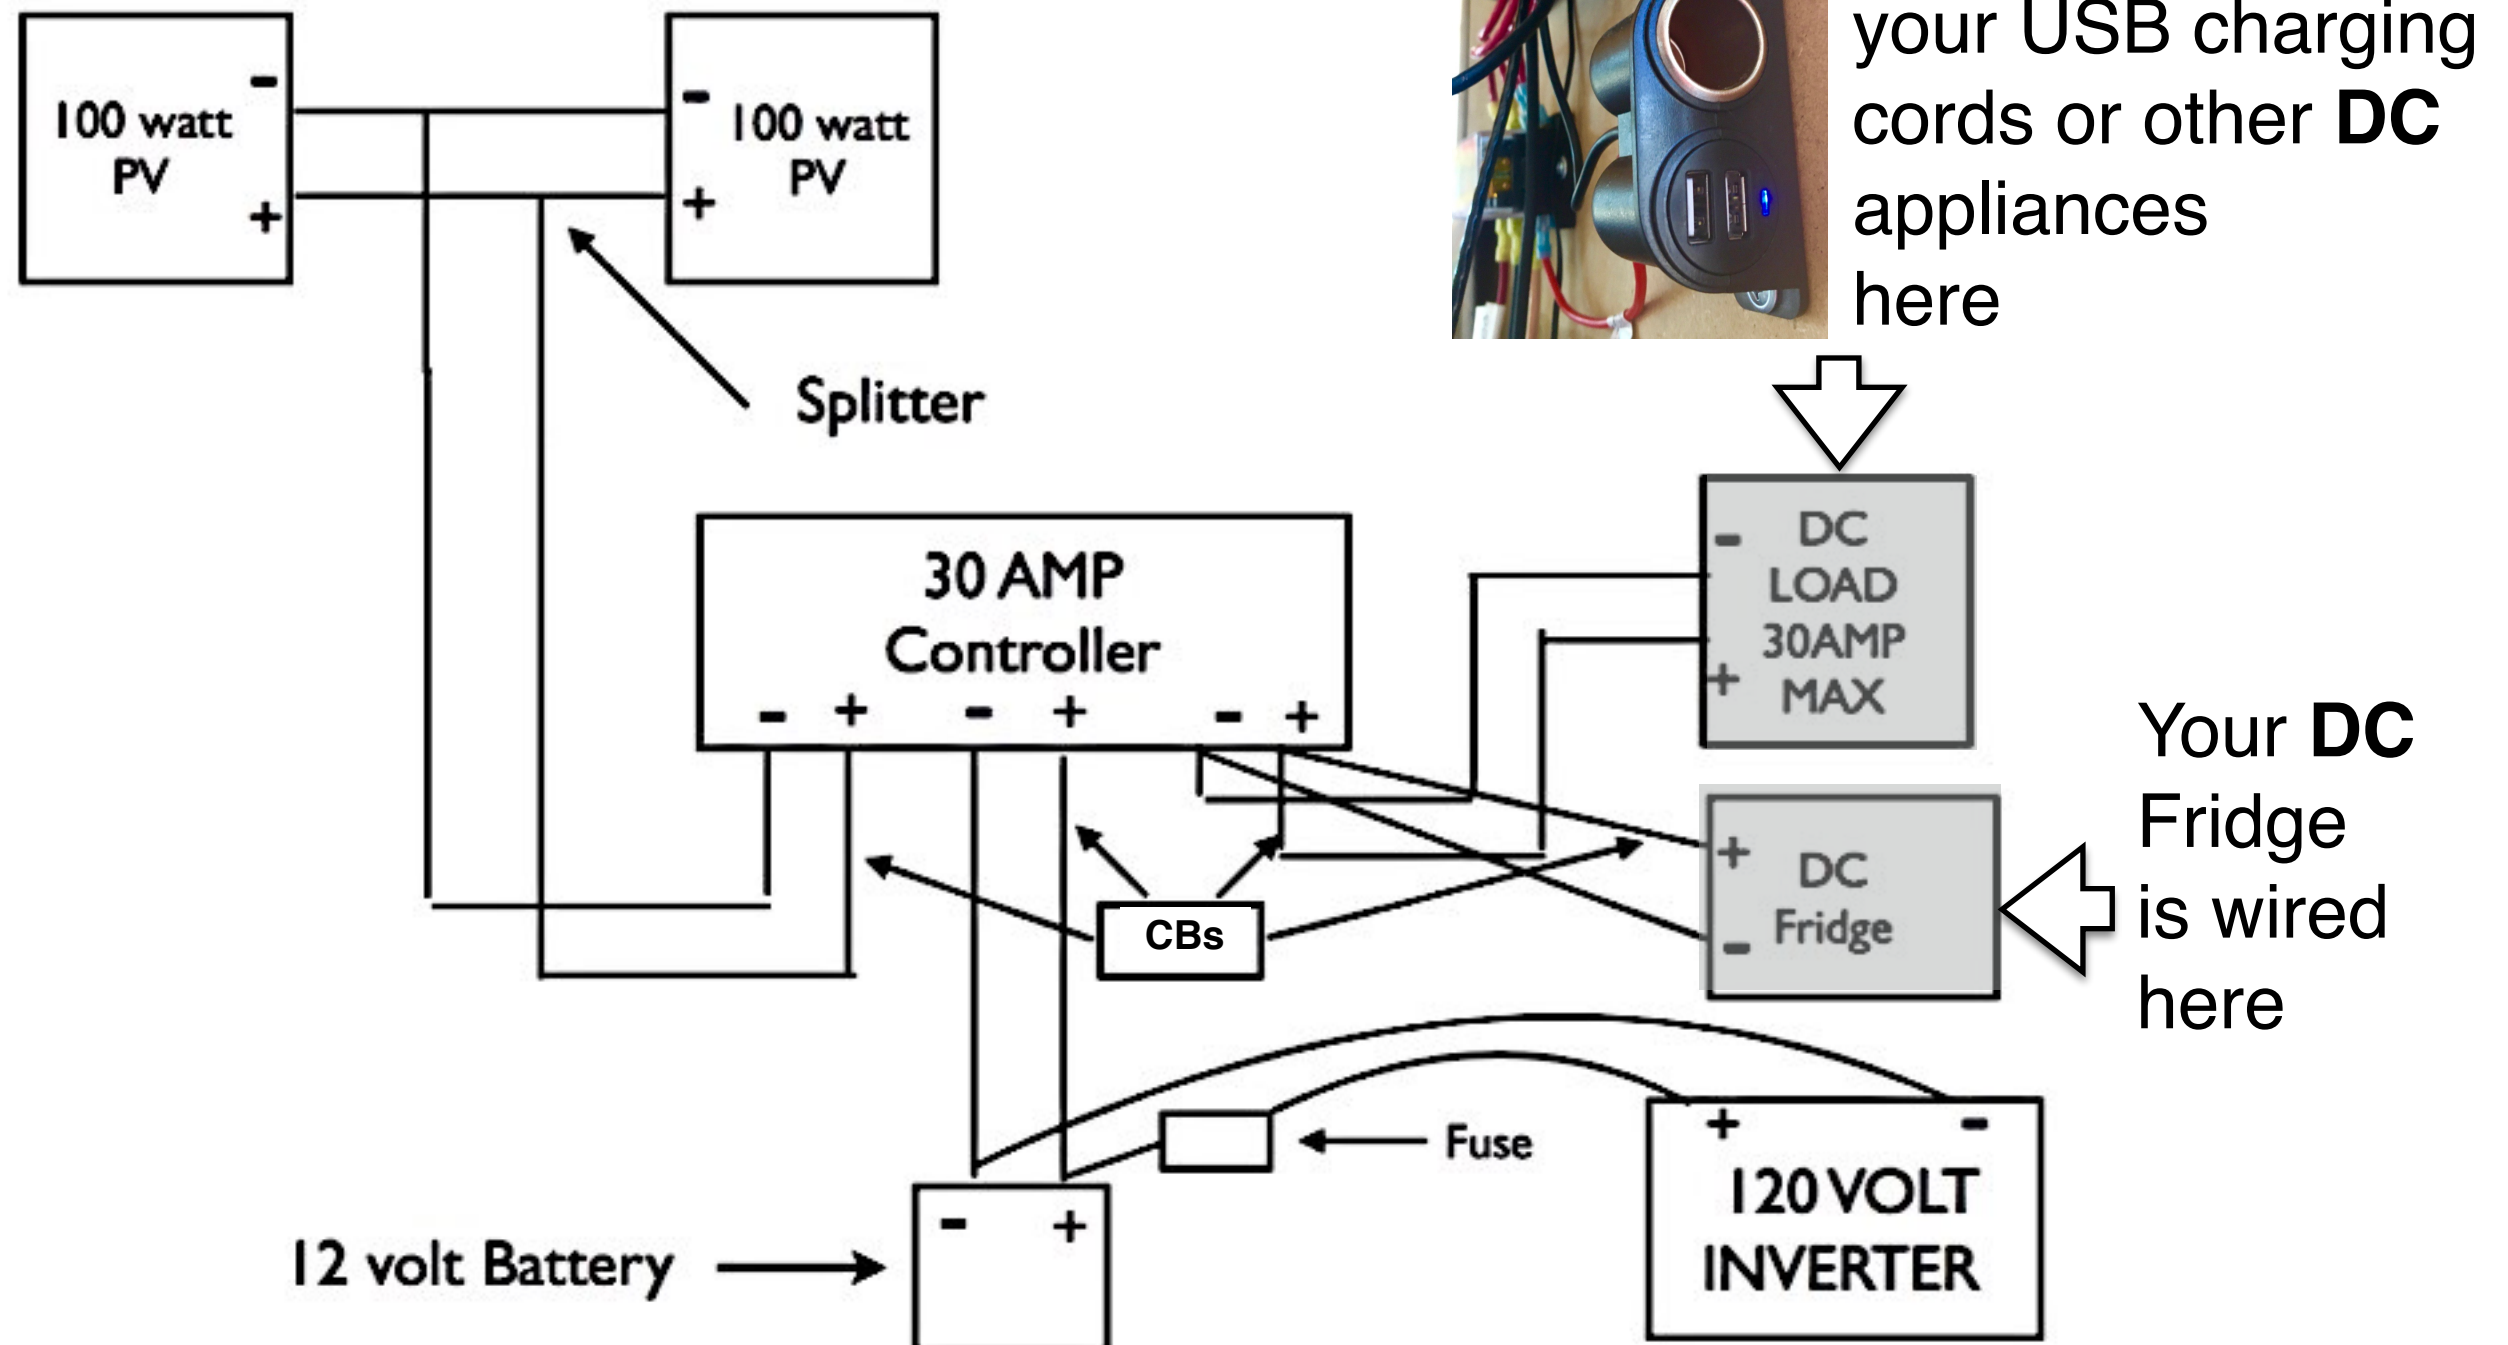 your USB charging
cords or other DC
appliances
here
-
100 watt
PV
+
-
100 watt
PV
+
Splitter
30 AMP
Controller
- + - + - +
-
DC
LOAD
30AMP
MAX
+
Your DC
Fridge
is wired
here
+
DC
Fridge
-
CBs
Fuse
+ -
120 VOLT
INVERTER
- +
12 volt Battery